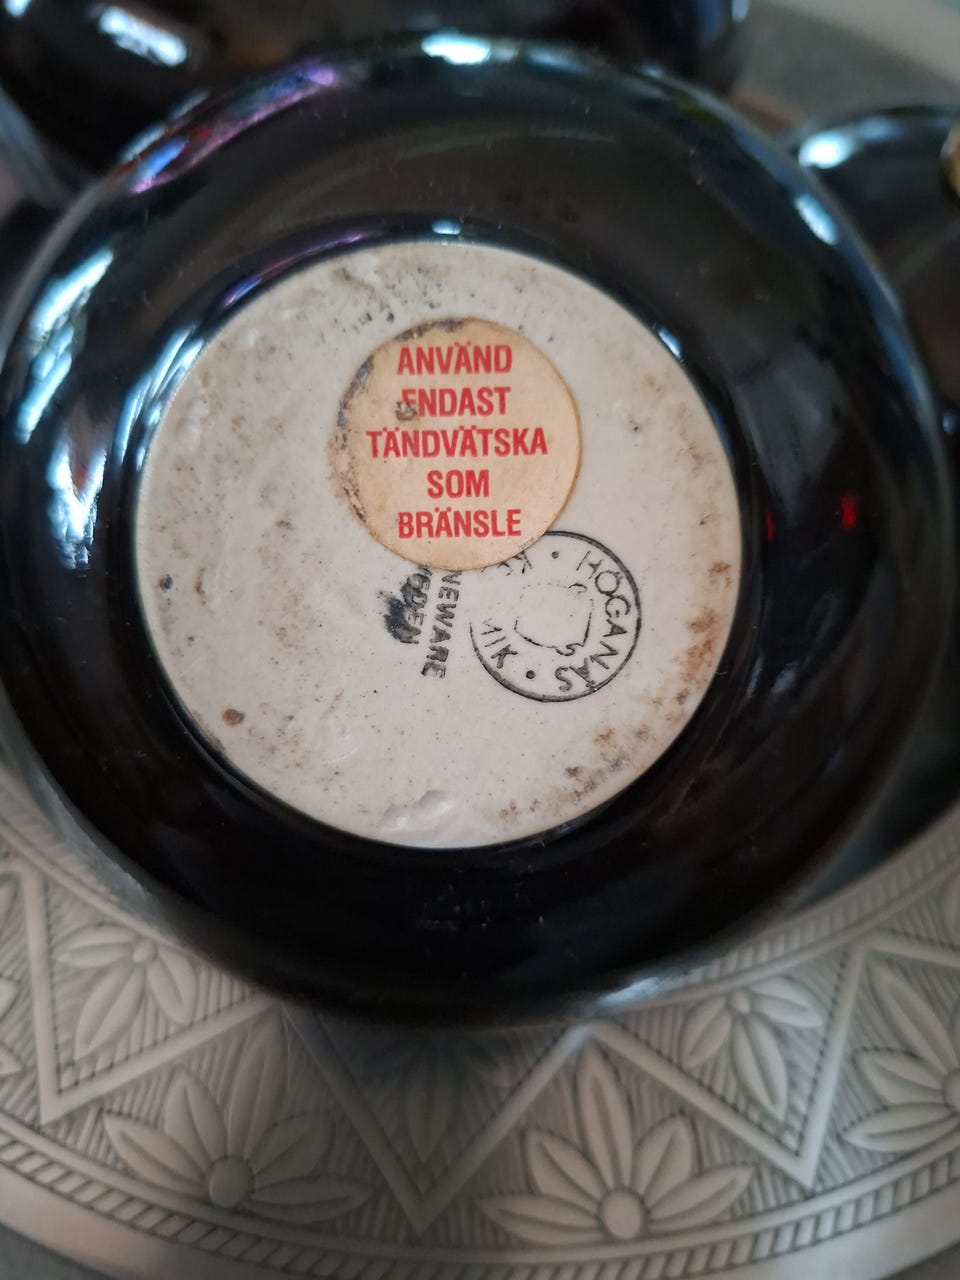 ANVÄND
ENDAST
TÄNDVÄTSKA
SOM
BRÄNSLE
HÖGANÄS